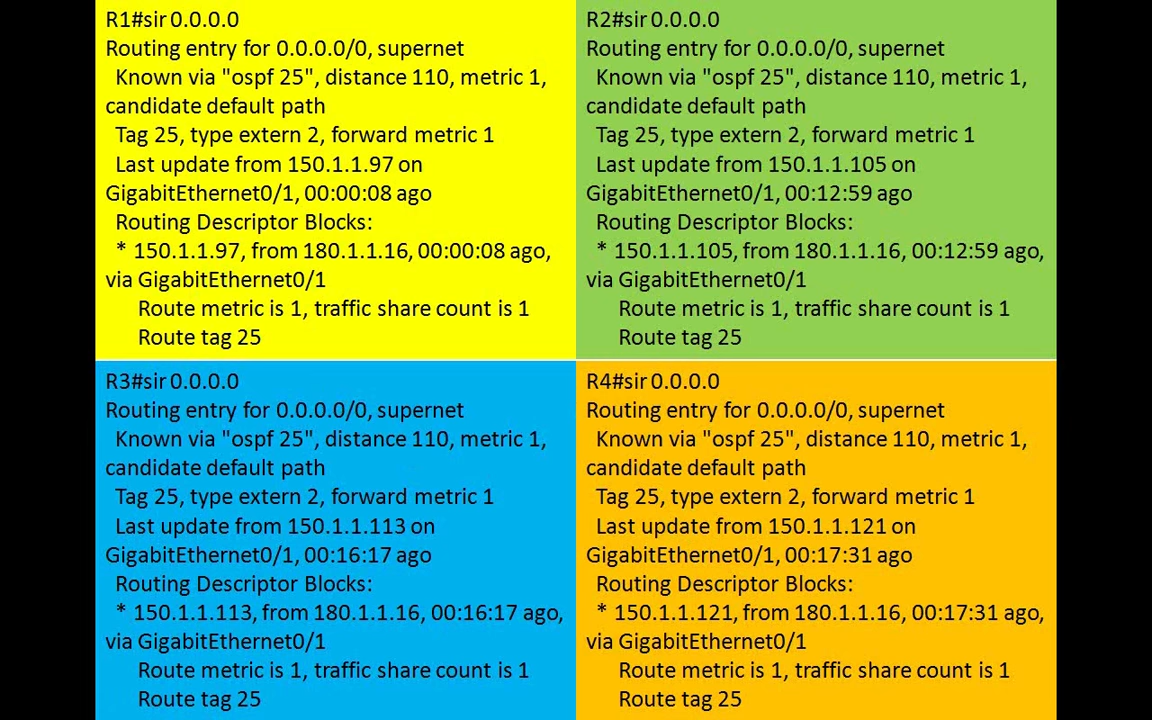 R1#sir 0.0.0.0
Routing entry for 0.0.0.0/0, supernet
Known via "ospf 25", distance 110, metric 1,
candidate default path
Tag 25, type extern 2, forward metric 1
Last update from 150.1.1.97 on
GigabitEthernet0/1, 00:00:08 ago
Routing Descriptor Blocks:
* 150.1.1.97, from 180.1.1.16, 00:00:08 ago,
via GigabitEthernet0/1
Route metric is 1, traffic share count is 1
Route tag 25
R2#sir 0.0.0.0
Routing entry for 0.0.0.0/0, supernet
Known via "ospf 25", distance 110, metric 1,
candidate default path
Tag 25, type extern 2, forward metric 1
Last update from 150.1.1.105 on
GigabitEthernet0/1, 00:12:59 ago
Routing Descriptor Blocks:
* 150.1.1.105, from 180.1.1.16, 00:12:59 ago,
via GigabitEthernet0/1
Route metric is 1, traffic share count is 1
Route tag 25
R3#sir 0.0.0.0
Routing entry for 0.0.0.0/0, supernet
Known via "ospf 25", distance 110, metric 1,
candidate default path
Tag 25, type extern 2, forward metric 1
Last update from 150.1.1.113 on
GigabitEthernet0/1, 00:16:17 ago
Routing Descriptor Blocks:
* 150.1.1.113, from 180.1.1.16, 00:16:17 ago,
via GigabitEthernet0/1
Route metric is 1, traffic share count is 1
Route tag 25
R4#sir 0.0.0.0
Routing entry for 0.0.0.0/0, supernet
Known via "ospf 25", distance 110, metric 1,
candidate default path
Tag 25, type extern 2, forward metric 1
Last update from 150.1.1.121 on
GigabitEthernet0/1, 00:17:31 ago
Routing Descriptor Blocks:
* 150.1.1.121, from 180.1.1.16, 00:17:31 ago,
via GigabitEthernet0/1
Route metric is 1, traffic share count is 1
Route tag 25